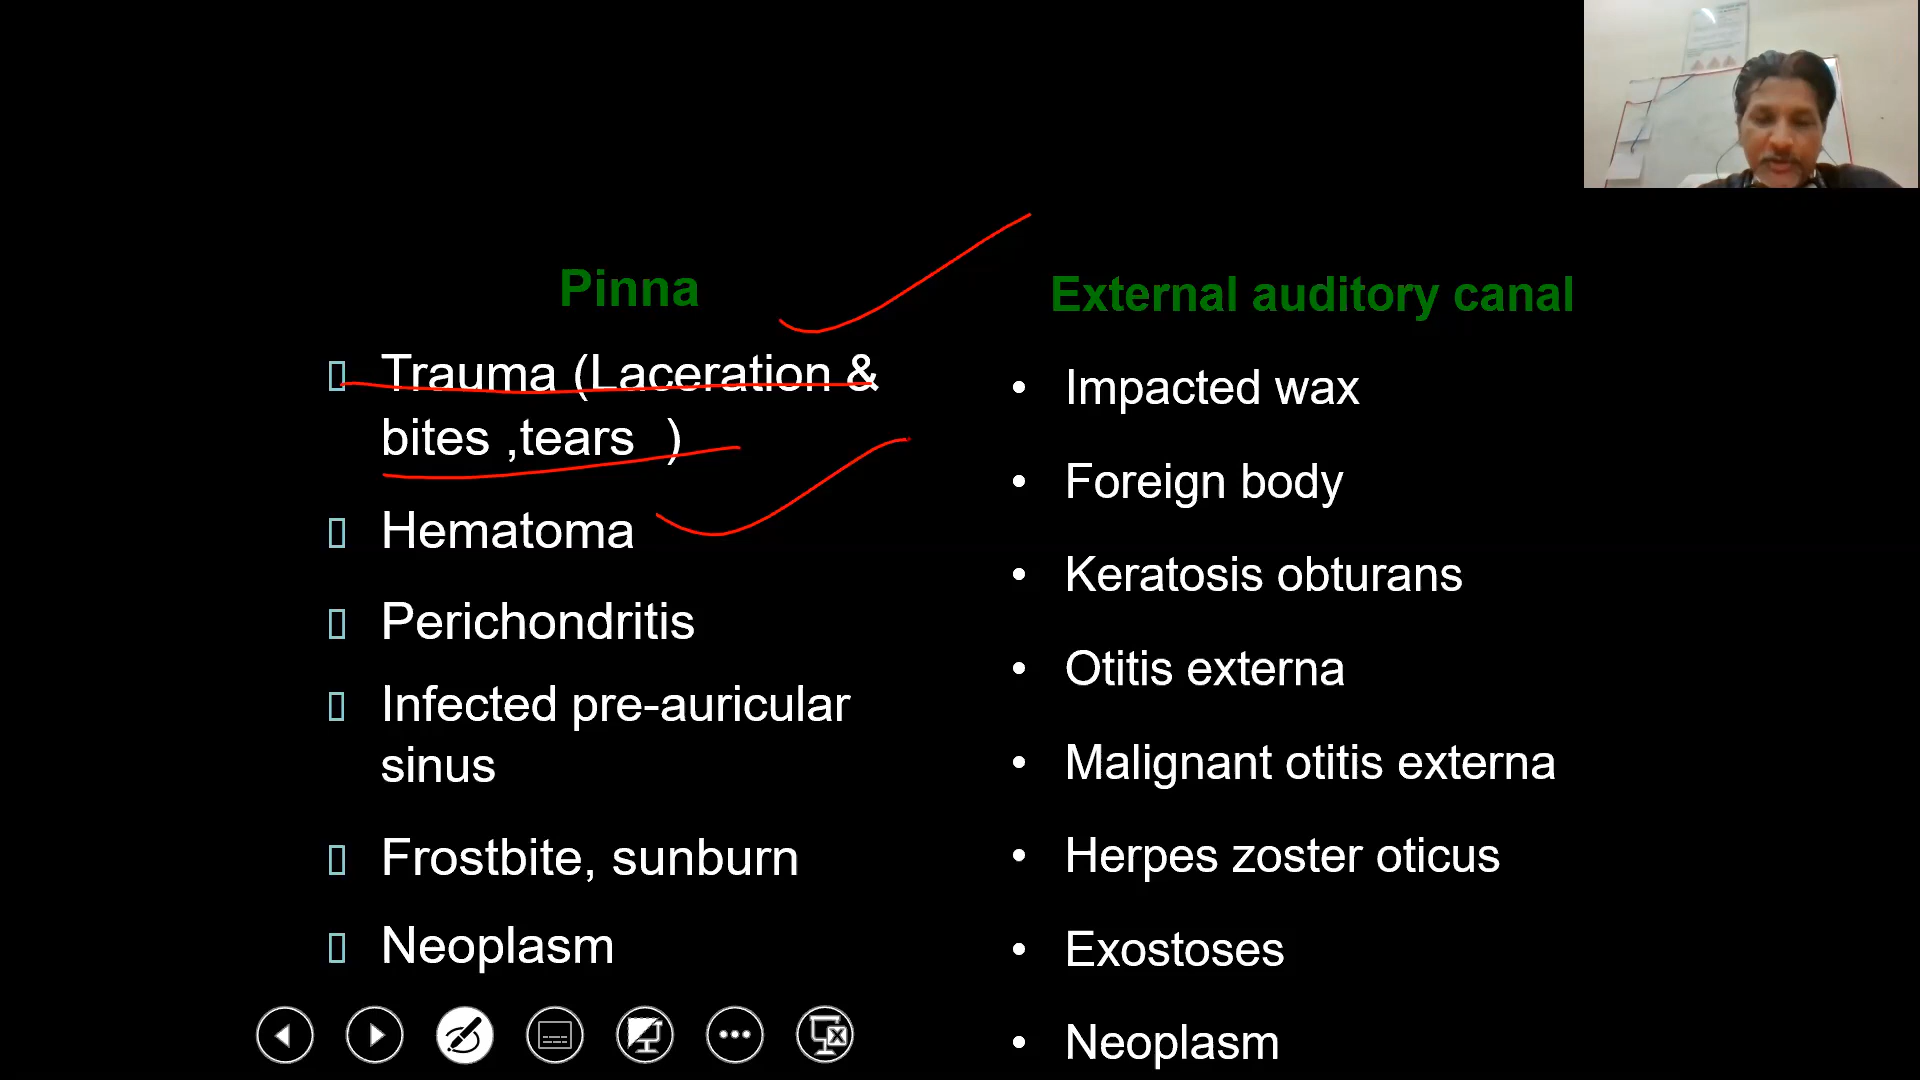 Pinna
Trauma (Laceration &
bites ,tears )
Hematoma
Perichondritis
Infected pre-auricular
sinus
Frostbite, sunburn
Neoplasm
External auditory canal
Impacted wax
Foreign body
Keratosis obturans
Otitis externa
Malignant otitis externa
Herpes zoster oticus
Exostoses
Neoplasm